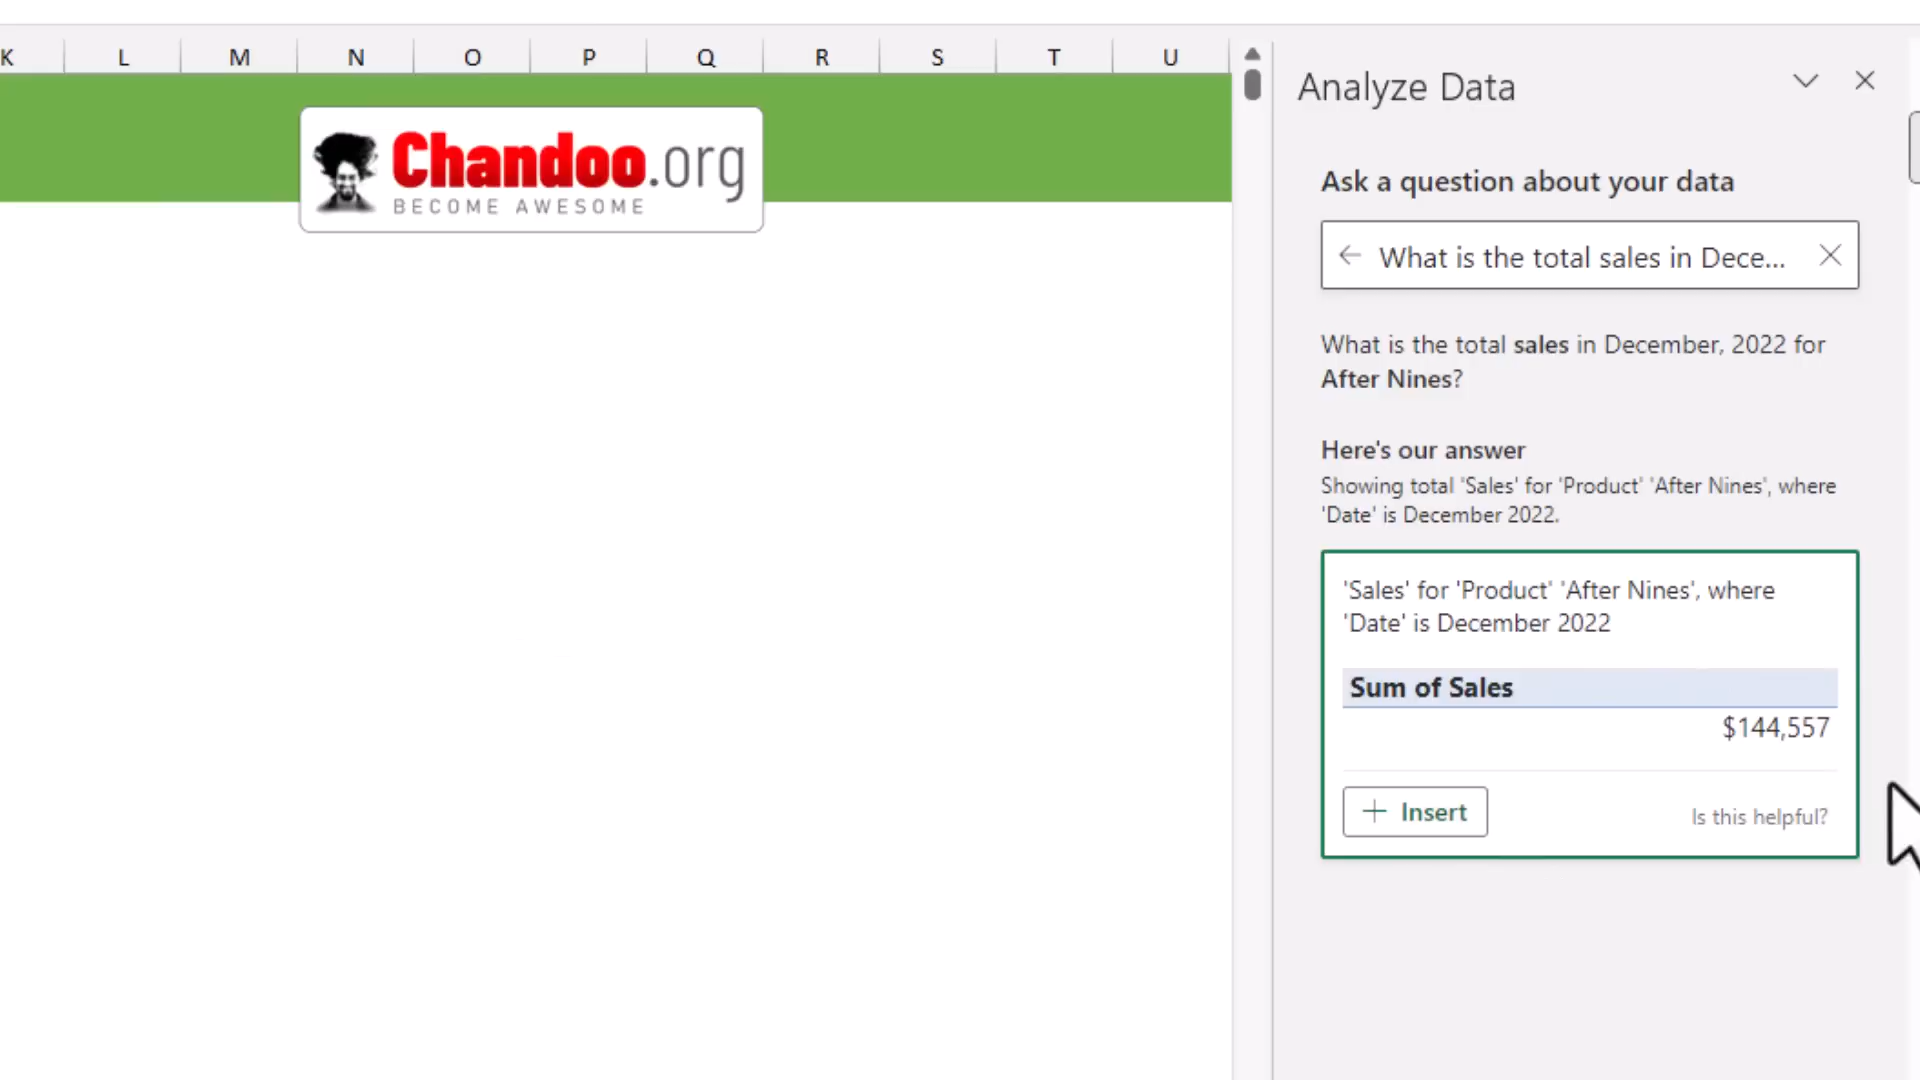 K L M N O P Q R S T U
Chandoo.org
BECOME AWESOME
Analyze Data
Ask a question about your data
What is the total sales in Dece...
What is the total sales in December, 2022 for
After Nines?
Here's our answer
Showing total 'Sales' for 'Product' 'After Nines', where
'Date' is December 2022.
'Sales' for 'Product' 'After Nines', where
'Date' is December 2022
Sum of Sales
$144,557
Insert
Is this helpful?